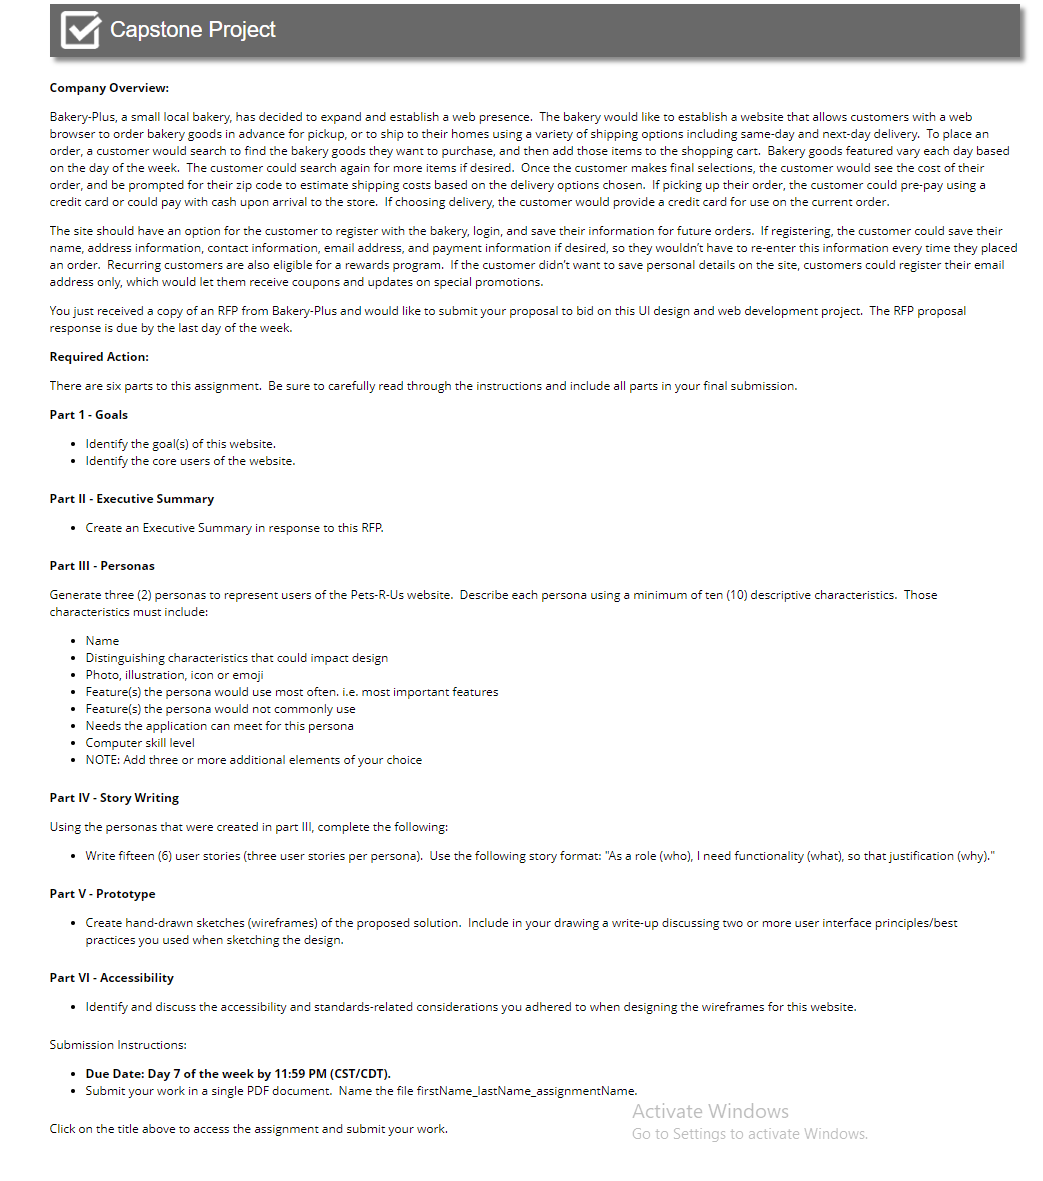 Capstone Project
Company Overview:
Bakery-Plus, a small local bakery, has decided to expand and establish a web presence. The bakery would like to establish a website that allows customers with a web
browser to order bakery goods in advance for pickup, or to ship to their homes using a variety of shipping options including same-day and next-day delivery. To place an
order, a customer would search to find the bakery goods they want to purchase, and then add those items to the shopping cart. Bakery goods featured vary each day based
on the day of the week. The customer could search again for more items if desired. Once the customer makes final selections, the customer would see the cost of their
order, and be prompted for their zip code to estimate shipping costs based on the delivery options chosen. If picking up their order, the customer could pre-pay using a
credit card or could pay with cash upon arrival to the store. If choosing delivery, the customer would provide a credit card for use on the current order.
The site should have an option for the customer to register with the bakery, login, and save their information for future orders. If registering, the customer could save their
name, address information, contact information, email address, and payment information if desired, so they wouldn't have to re-enter this information every time they placed
an order. Recurring customers are also eligible for a rewards program. If the customer didn't want to save personal details on the site, customers could register their email
address only, which would let them receive coupons and updates on special promotions.
You just received a copy of an RFP from Bakery-Plus and would like to submit your proposal to bid on this UI design and web development project. The RFP proposal
response is due by the last day of the week.
Required Action:
There are six parts to this assignment. Be sure to carefully read through the instructions and include all parts in your final submission.
Part 1 - Goals
• Identify the goal(s) of this website.
• Identify the core users of the website.
Part II - Executive Summary
• Create an Executive Summary in response to this RFP.
Part III - Personas
Generate three (2) personas to represent users of the Pets-R-Us website. Describe each persona using a minimum of ten (10) descriptive characteristics. Those
characteristics must include:
• Name
• Distinguishing characteristics that could impact design
• Photo, illustration, icon or emoji
• Feature(s) the persona would use most often. i.e. most important features
• Feature(s) the persona would not commonly use
• Needs the application can meet for this persona
• Computer skill level
• NOTE: Add three or more additional elements of your choice
Part IV - Story Writing
Using the personas that were created in part III, complete the following:
• Write fifteen (6) user stories (three user stories per persona). Use the following story format: "As a role (who), I need functionality (what), so that justification (why)."
Part V - Prototype
• Create hand-drawn sketches (wireframes) of the proposed solution. Include in your drawing a write-up discussing two or more user interface principles/best
practices you used when sketching the design.
Part VI - Accessibility
• Identify and discuss the accessibility and standards-related considerations you adhered to when designing the wireframes for this website.
Submission Instructions:
• Due Date: Day 7 of the week by 11:59 PM (CST/CDT).
• Submit your work in a single PDF document. Name the file firstName_lastName_assignmentName.
Click on the title above to access the assignment and submit your work.
Activate Windows
Go to Settings to activate Windows.